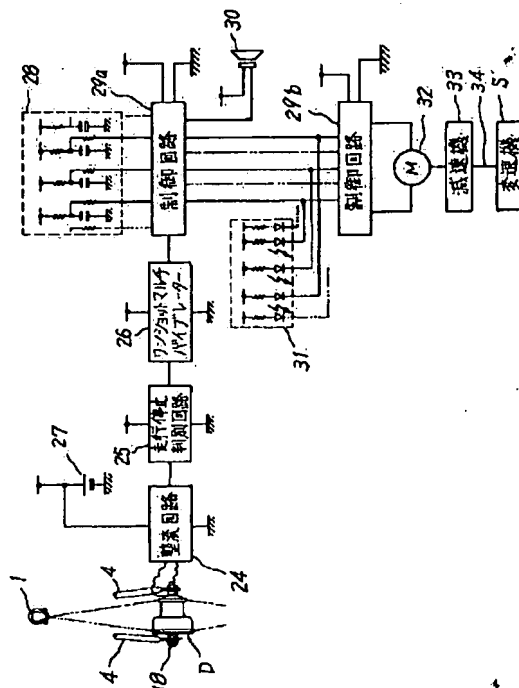 28
29a
制御回路
30
29b
制御回路
32
M
33
減速機
34
S
変速機
31
26
ワンショットマルチ
バイブレーター
25
走行停止
判別回路
27
整流回路
24
1
4
4
18
D